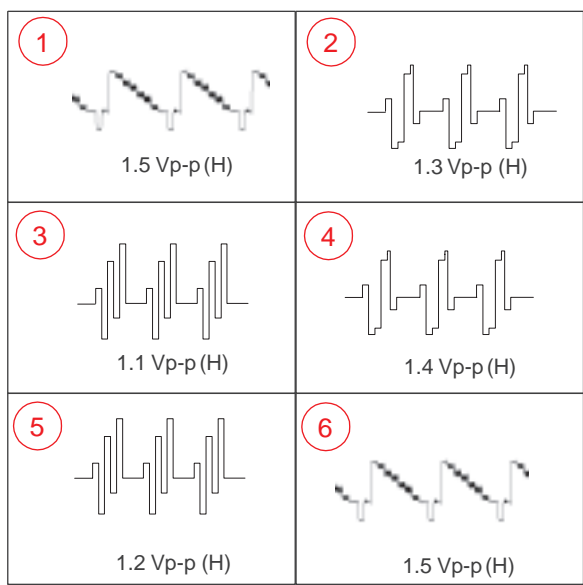 1
1.5 Vp-p (H)
2
1.3 Vp-p (H)
3
1.1 Vp-p (H)
4
1.4 Vp-p (H)
5
1.2 Vp-p (H)
6
1.5 Vp-p (H)